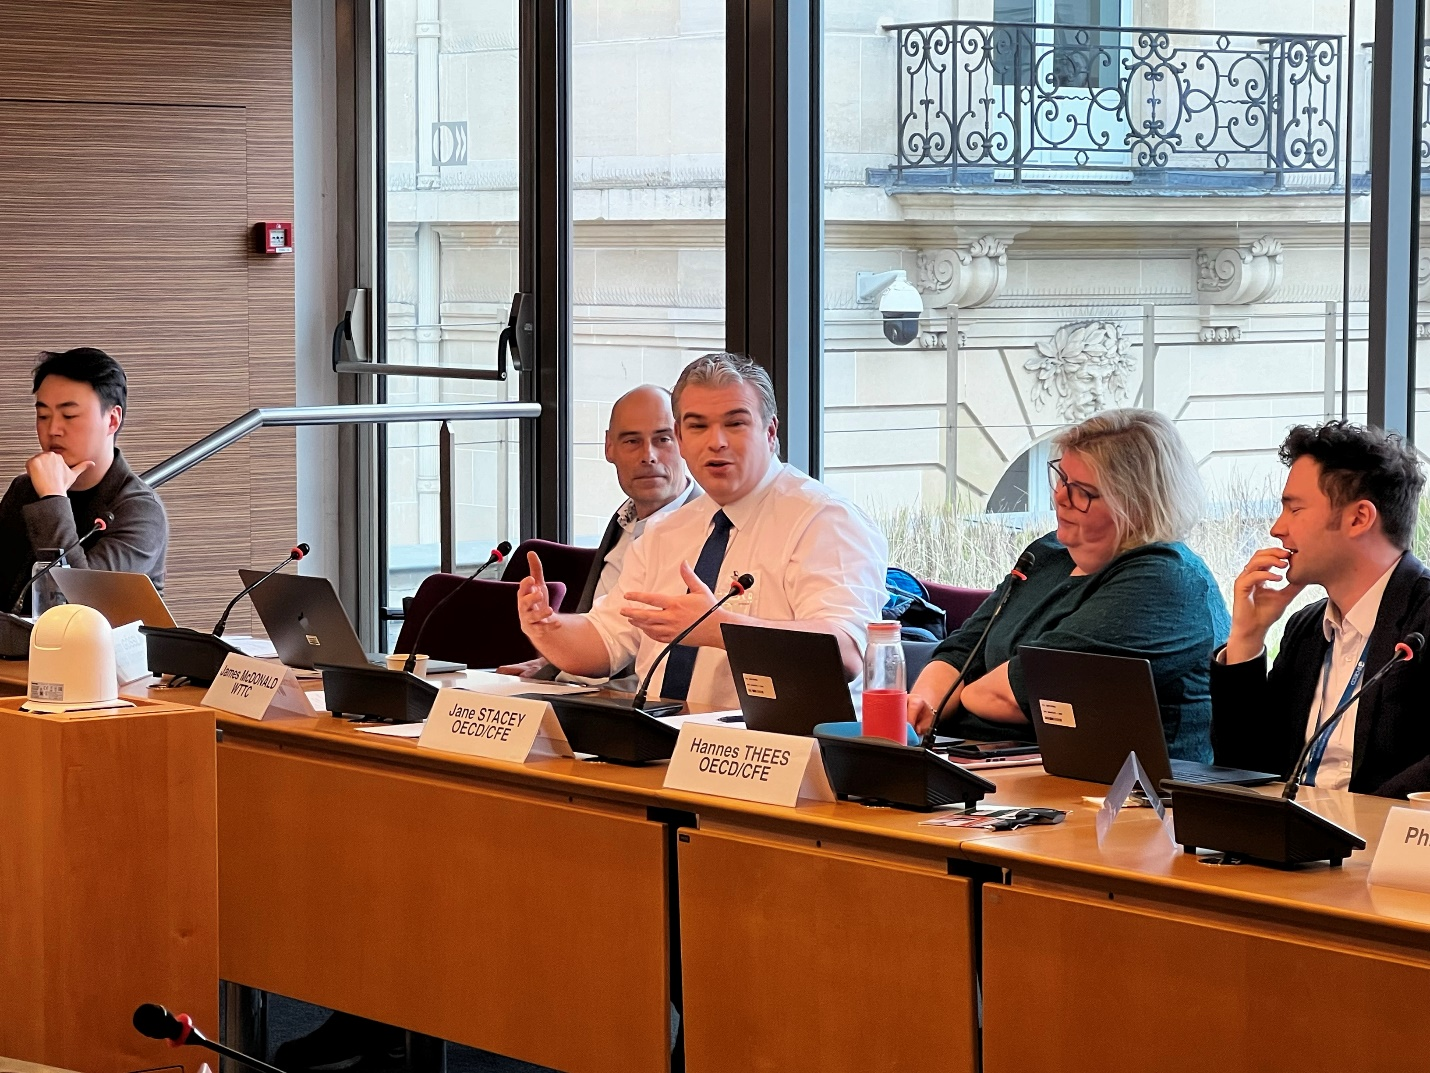 James McDONALD
WTTC
Jane STACEY
OECD/CFE
Hannes THEES
OECD/CFE